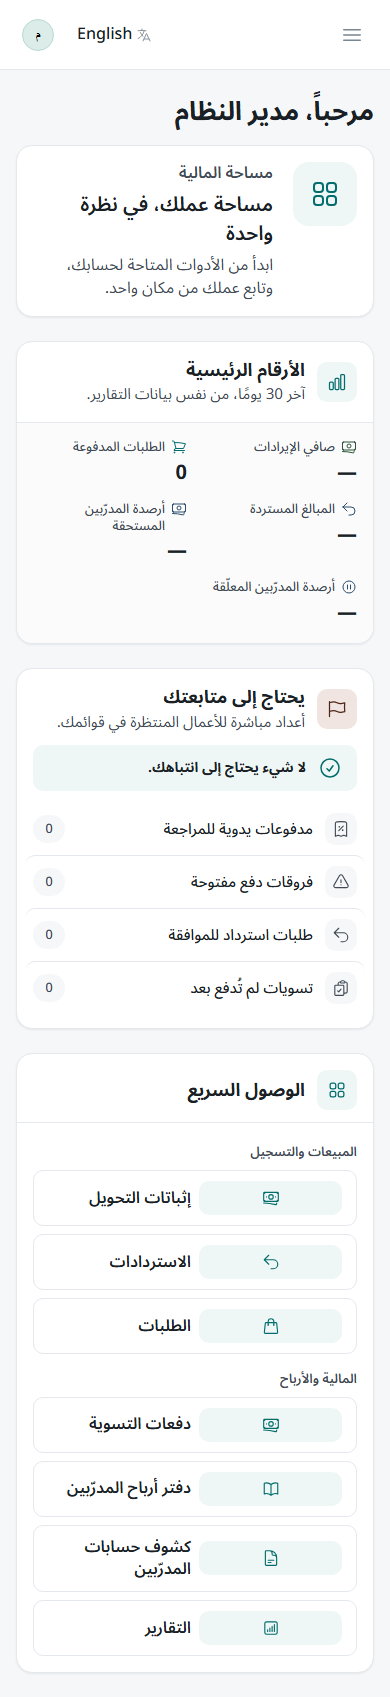 م
English
مرحباً، مدير النظام
مساحة المالية
مساحة عملك، في نظرة
واحدة
ابدأ من الأدوات المتاحة لحسابك،
وتابع عملك من مكان واحد.
الأرقام الرئيسية
آخر 30 يومًا، من نفس بيانات التقارير.
صافي الإيرادات
—
الطلبات المدفوعة
0
المبالغ المستردة
—
أرصدة المدرّبين
المستحقة
—
أرصدة المدرّبين المعلّقة
—
يحتاج إلى متابعتك
أعداد مباشرة للأعمال المنتظرة في قوائمك.
لا شيء يحتاج إلى انتباهك.
مدفوعات يدوية للمراجعة
0
فروقات دفع مفتوحة
0
طلبات استرداد للموافقة
0
تسويات لم تُدفع بعد
0
الوصول السريع
المبيعات والتسجيل
إثباتات التحويل
الاستردادات
الطلبات
المالية والأرباح
دفعات التسوية
دفتر أرباح المدرّبين
كشوف حسابات
المدرّبين
التقارير